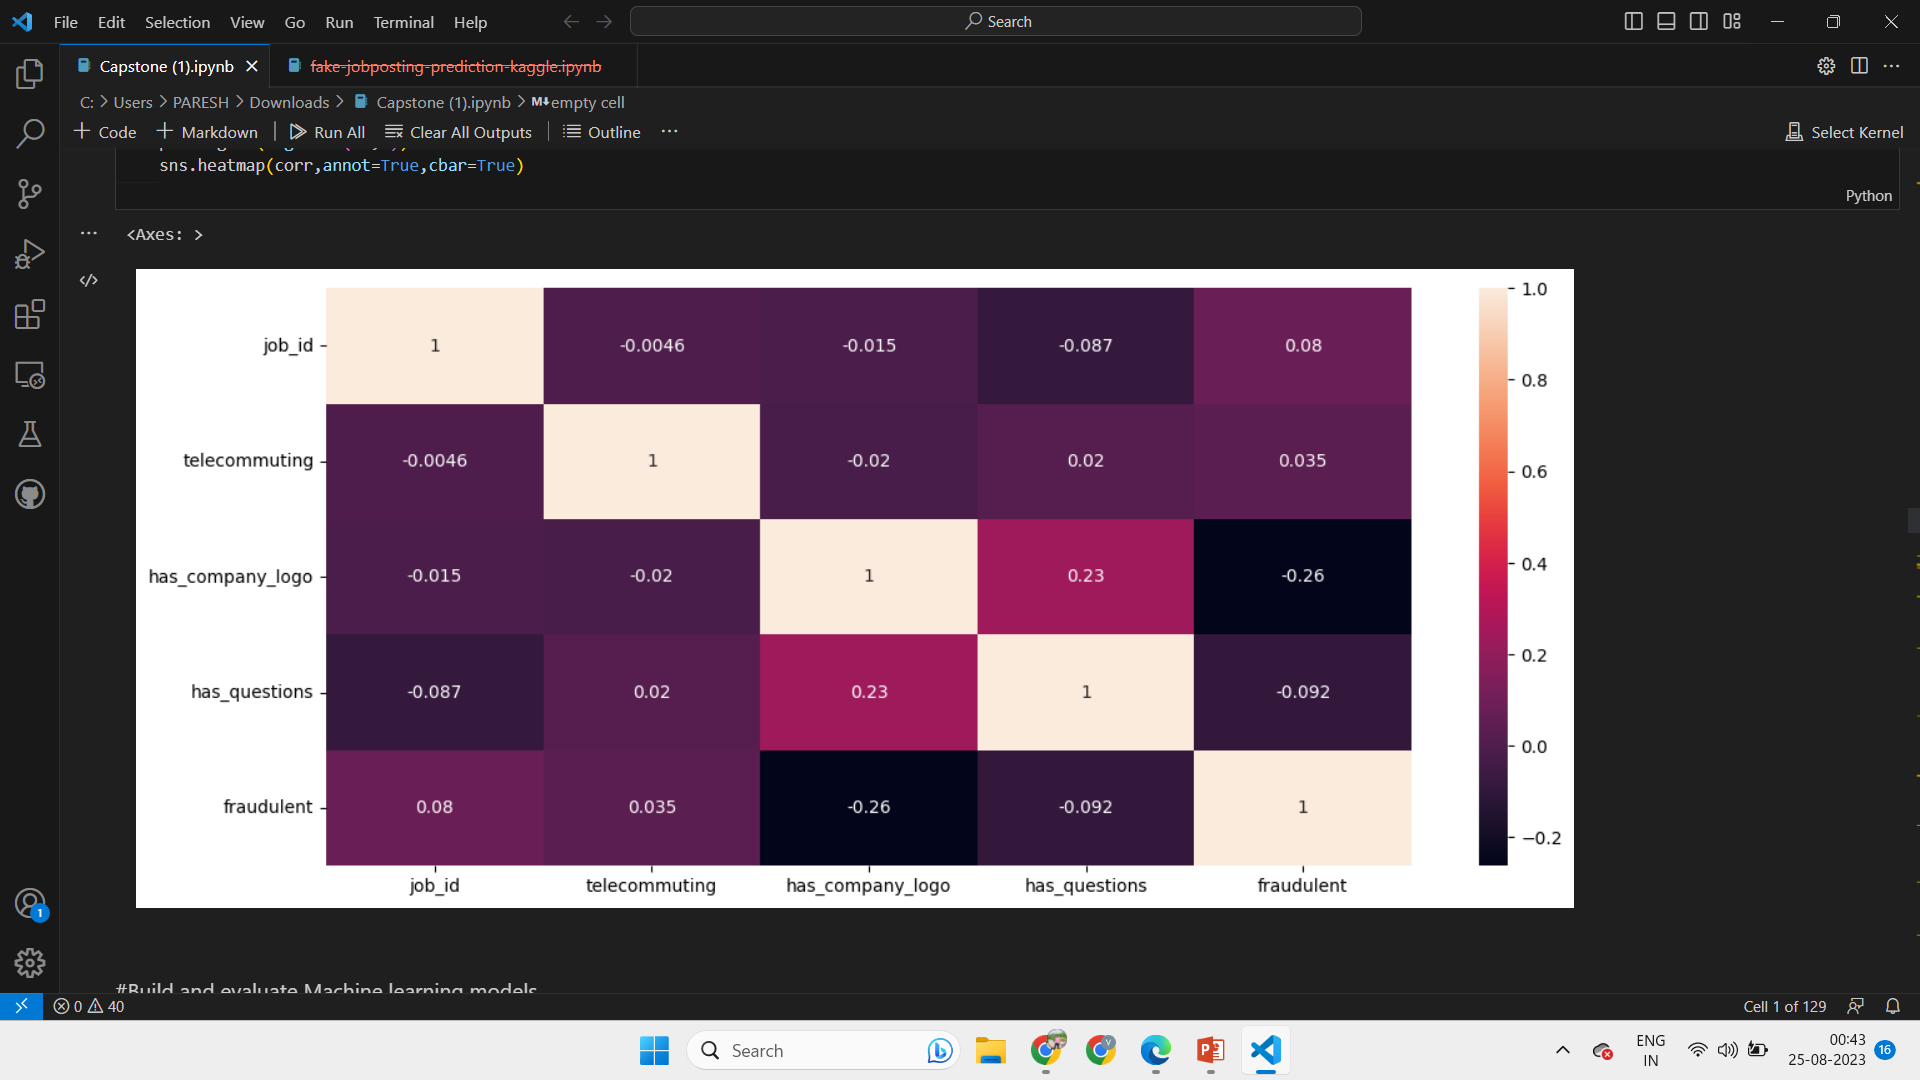 File Edit Selection View Go Run Terminal Help
Search
Capstone (1).ipynb
fake-jobposting-prediction-kaggle.ipynb
C: > Users > PARESH > Downloads > Capstone (1).ipynb > M↓empty cell
+ Code + Markdown Run All Clear All Outputs Outline ...
Select Kernel
sns.heatmap(corr,annot=True,cbar=True)
Python
<Axes: >
job_id 1 -0.0046 -0.015 -0.087 0.08
telecommuting -0.0046 1 -0.02 0.02 0.035
has_company_logo -0.015 -0.02 1 0.23 -0.26
has_questions -0.087 0.02 0.23 1 -0.092
fraudulent 0.08 0.035 -0.26 -0.092 1
job_id telecommuting has_company_logo has_questions fraudulent
1.0
0.8
0.6
0.4
0.2
0.0
−0.2
#Build and evaluate Machine learning models
1
0 40
Cell 1 of 129
Search
ENG
IN
00:43
25-08-2023
16